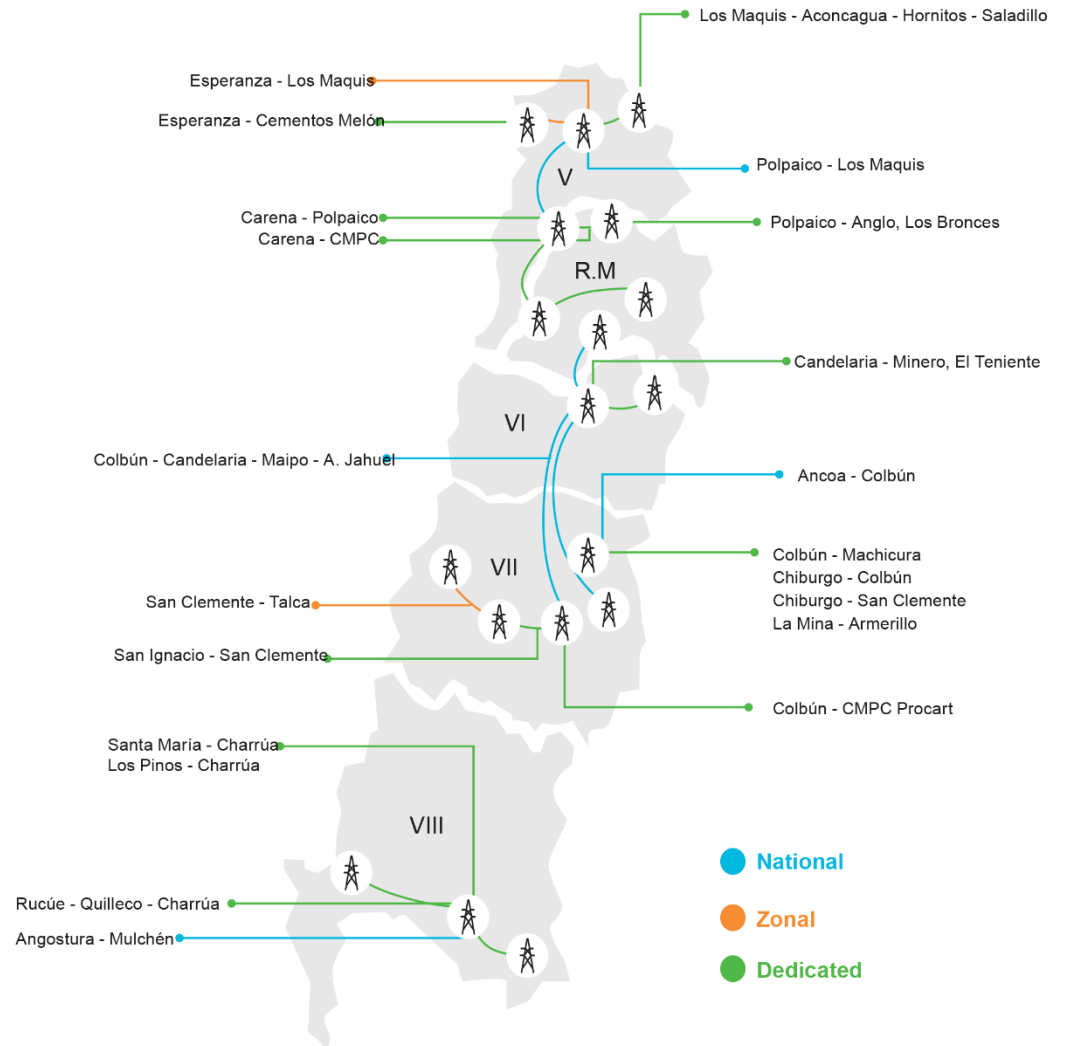 Los Maquis - Aconcagua - Hornitos - Saladillo
Esperanza - Los Maquis
Esperanza - Cementos Melón
Polpaico - Los Maquis
V
Carena - Polpaico
Carena - CMPC
Polpaico - Anglo, Los Bronces
R.M
Candelaria - Minero, El Teniente
VI
Colbún - Candelaria - Maipo - A. Jahuel
Ancoa - Colbún
VII
Colbún - Machicura
Chiburgo - Colbún
Chiburgo - San Clemente
La Mina - Armerillo
San Clemente - Talca
San Ignacio - San Clemente
Colbún - CMPC Procart
Santa María - Charrúa
Los Pinos - Charrúa
VIII
National
Rucúe - Quilleco - Charrúa
Zonal
Angostura - Mulchén
Dedicated